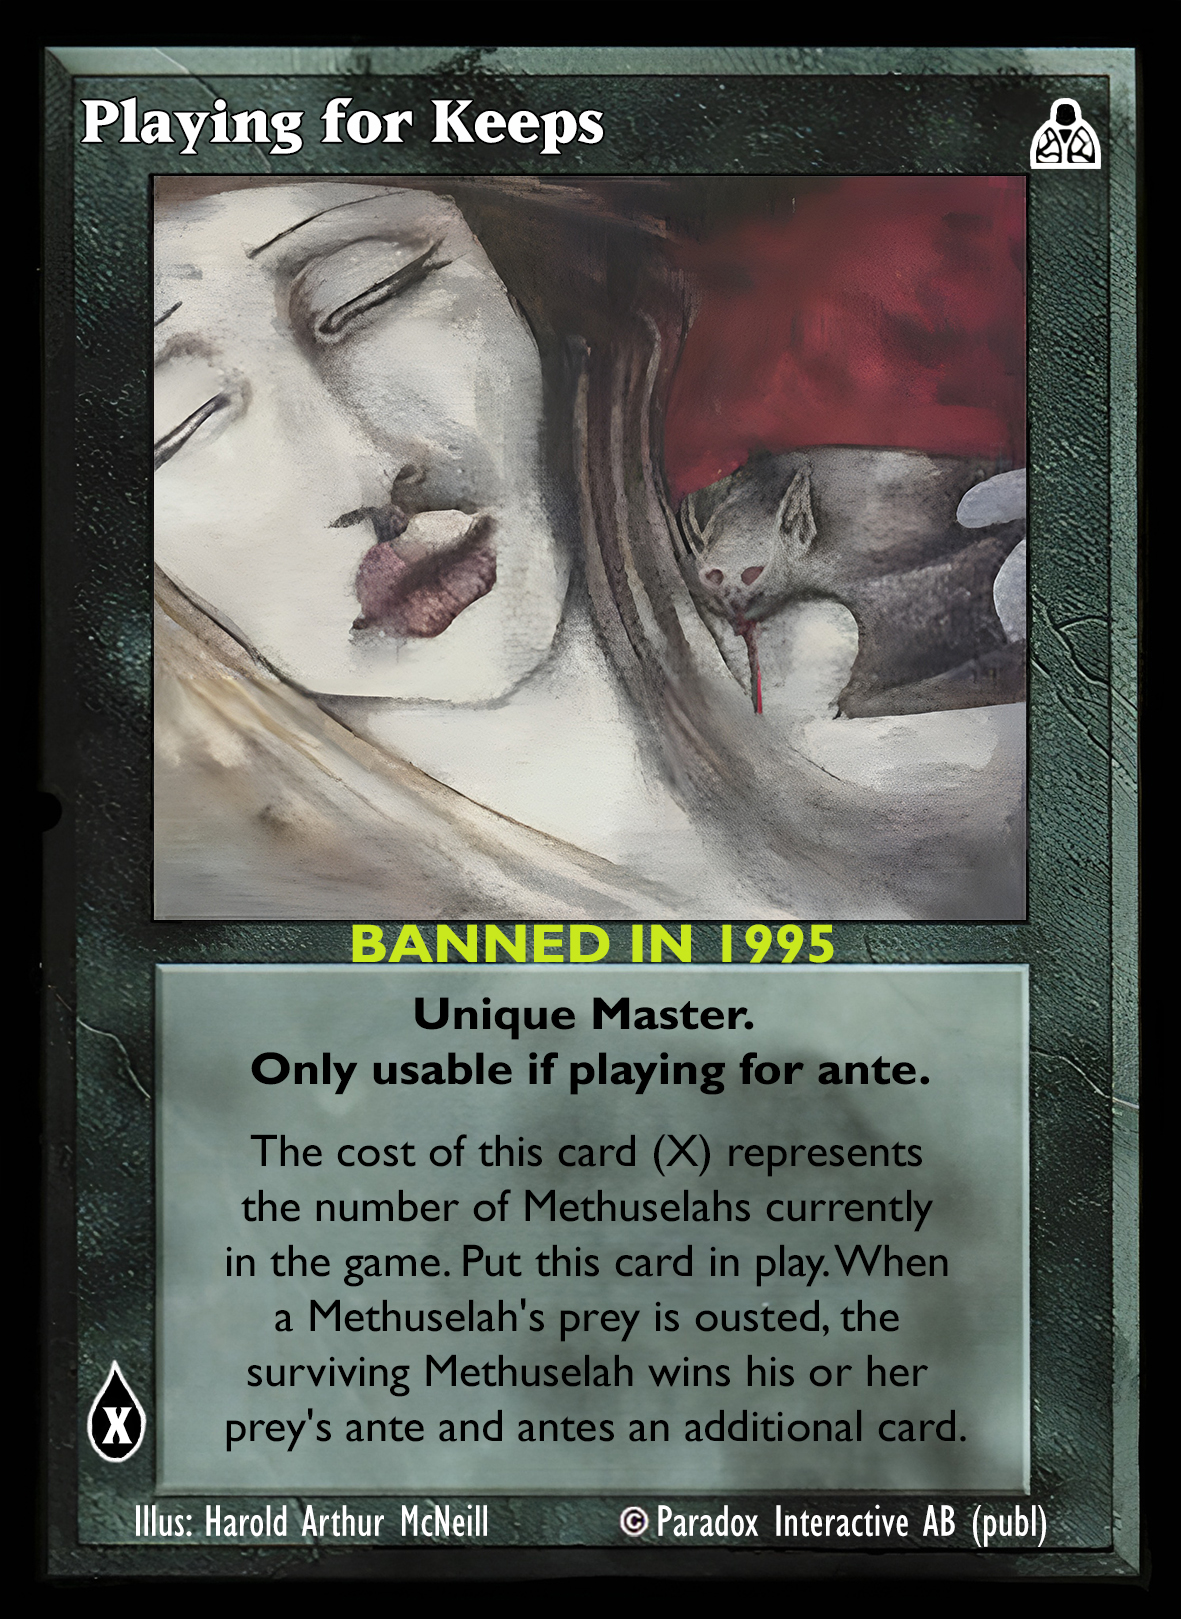 Playing for Keeps
BANNED IN 1995
Unique Master.
Only usable if playing for ante.
The cost of this card (X) represents
the number of Methuselahs currently
in the game. Put this card in play. When
a Methuselah's prey is ousted, the
surviving Methuselah wins his or her
prey's ante and antes an additional card.
X
Illus: Harold Arthur McNeill
© Paradox Interactive AB (publ)